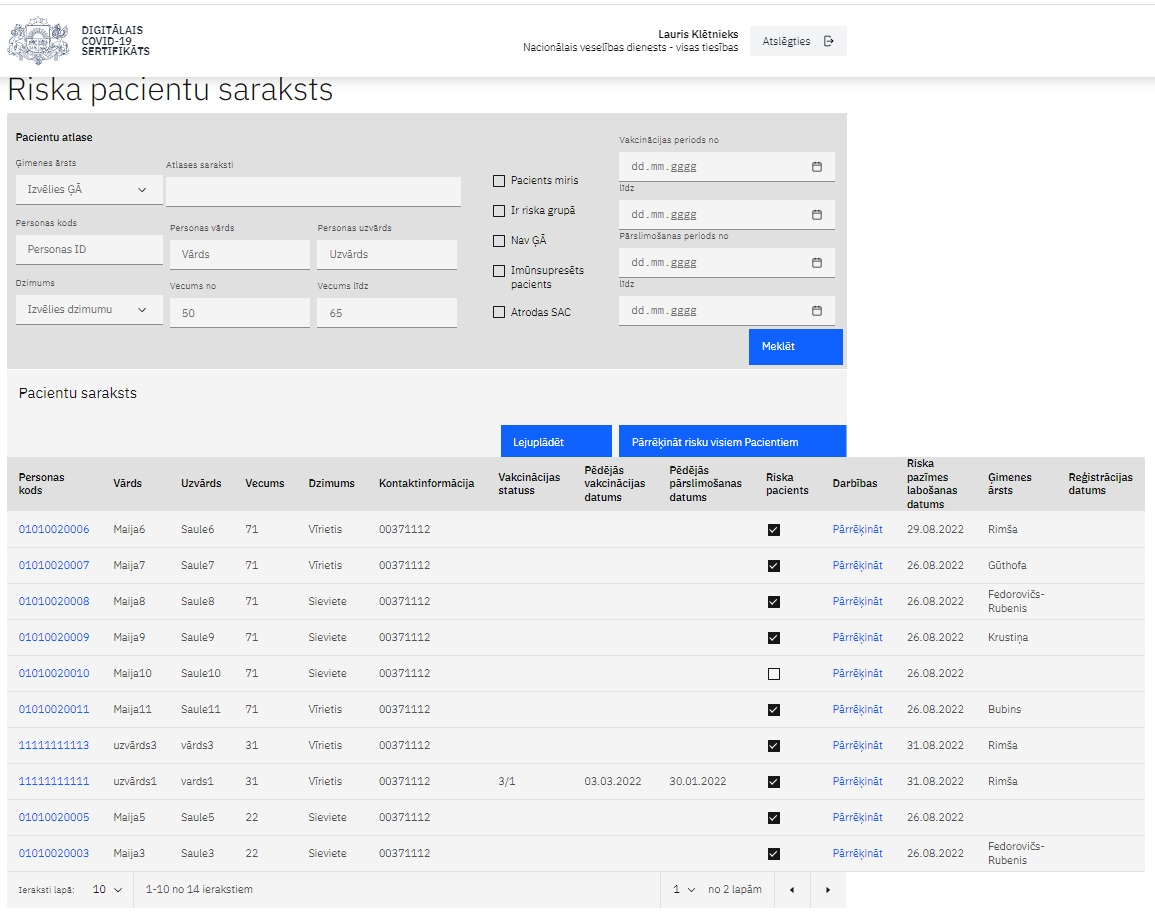 DIGITĀLAIS
COVID-19
SERTIFIKĀTS
Lauris Klētnieks
Nacionālais veselības dienests - visas tiesības
Atslēgties
Riska pacientu saraksts
Pacientu atlase
Ģimenes ārsts
Izvēlies ĢĀ
Atlases saraksti
Personas kods
Personas ID
Personas vārds
Vārds
Personas uzvārds
Uzvārds
Dzimums
Izvēlies dzimumu
Vecums no
50
Vecums līdz
65
Pacients miris
Ir riska grupā
Nav ĢĀ
Imūnsupresēts
pacients
Atrodas SAC
Vakcinācijas periods no
dd.mm.gggg
līdz
dd.mm.gggg
Pārslimošanas periods no
dd.mm.gggg
līdz
dd.mm.gggg
Meklēt
Pacientu saraksts
Lejuplādēt
Pārrēķināt risku visiem Pacientiem
Personas kods Vārds Uzvārds Vecums Dzimums Kontaktinformācija Vakcinācijas statuss Pēdējās vakcinācijas datums Pēdējās pārslimošanas datums Riska pacients Darbības Riska pazīmes labošanas datums Ģimenes ārsts Reģistrācijas datums
01010020006 Maija6 Saule6 71 Vīrietis 00371112 Pārrēķināt 29.08.2022 Rimša
01010020007 Maija7 Saule7 71 Vīrietis 00371112 Pārrēķināt 26.08.2022 Gūthofa
01010020008 Maija8 Saule8 71 Sieviete 00371112 Pārrēķināt 26.08.2022 Fedorovičs-Rubenis
01010020009 Maija9 Saule9 71 Sieviete 00371112 Pārrēķināt 26.08.2022 Krustiņa
01010020010 Maija10 Saule10 71 Sieviete 00371112 Pārrēķināt 26.08.2022
01010020011 Maija11 Saule11 71 Vīrietis 00371112 Pārrēķināt 26.08.2022 Bubins
11111111113 uzvārds3 vārds3 31 Vīrietis 00371112 Pārrēķināt 31.08.2022 Rimša
11111111111 uzvārds1 vards1 31 Vīrietis 00371112 3/1 03.03.2022 30.01.2022 Pārrēķināt 31.08.2022 Rimša
01010020005 Maija5 Saule5 22 Sieviete 00371112 Pārrēķināt 26.08.2022
01010020003 Maija3 Saule3 22 Sieviete 00371112 Pārrēķināt 26.08.2022 Fedorovičs-Rubenis
Ieraksti lapā: 10 1-10 no 14 ierakstiem 1 no 2 lapām